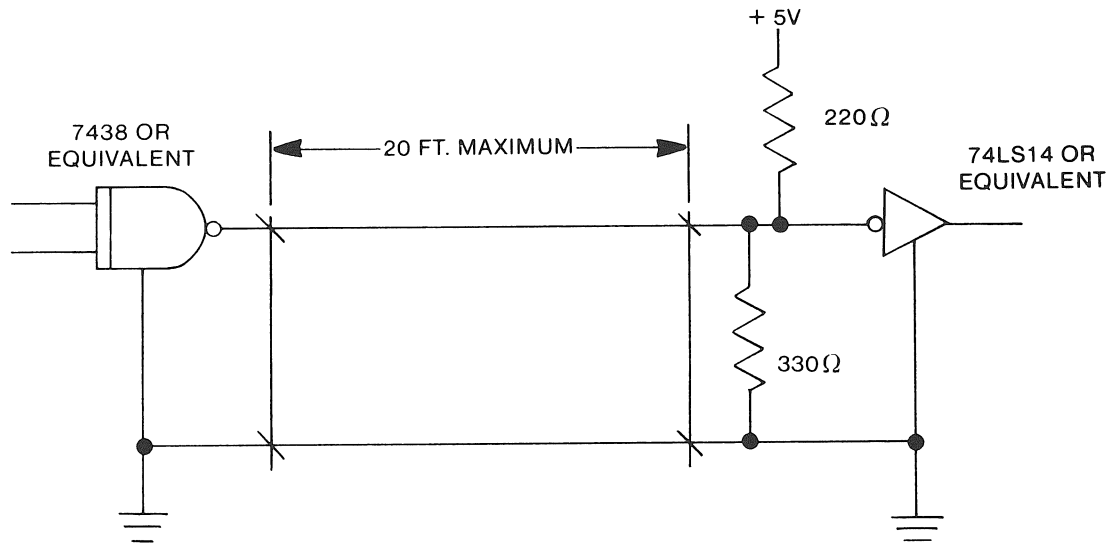 + 5V
220Ω
7438 OR
EQUIVALENT
20 FT. MAXIMUM
74LS14 OR
EQUIVALENT
330Ω